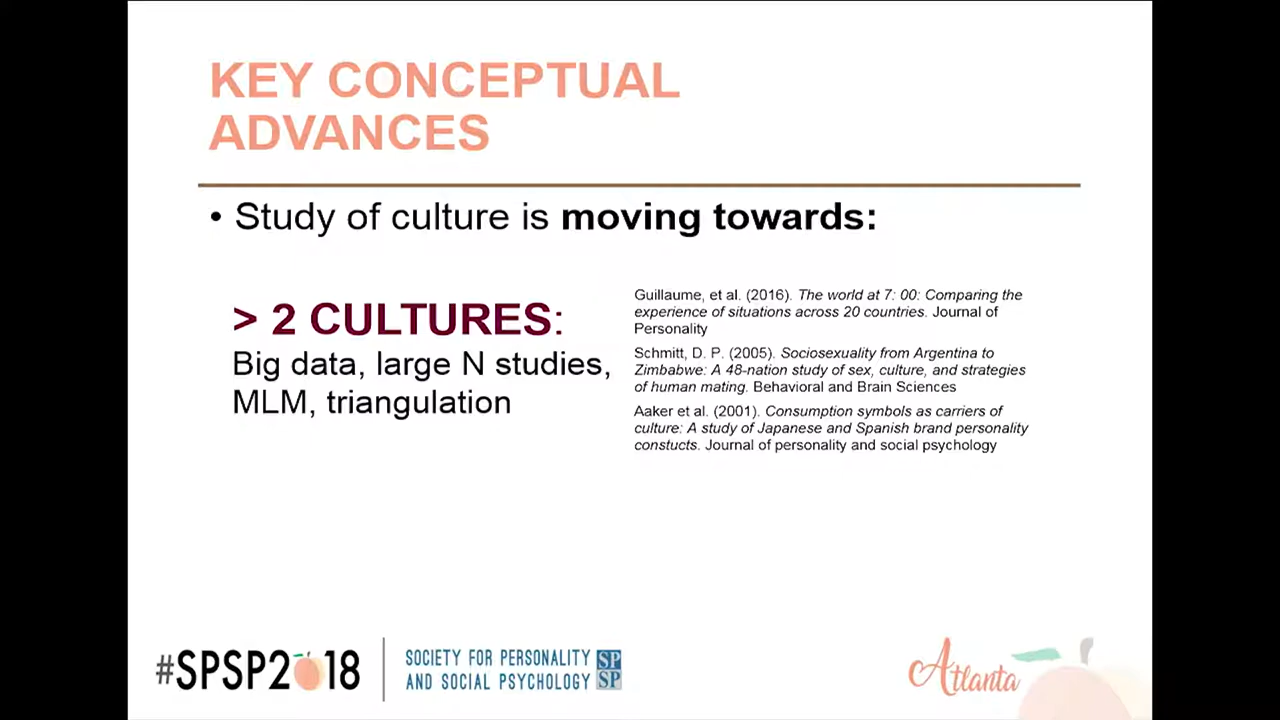 KEY CONCEPTUAL
ADVANCES
• Study of culture is moving towards:
> 2 CULTURES:
Big data, large N studies,
MLM, triangulation
Guillaume, et al. (2016). The world at 7: 00: Comparing the
experience of situations across 20 countries. Journal of
Personality
Schmitt, D. P. (2005). Sociosexuality from Argentina to
Zimbabwe: A 48-nation study of sex, culture, and strategies
of human mating. Behavioral and Brain Sciences
Aaker et al. (2001). Consumption symbols as carriers of
culture: A study of Japanese and Spanish brand personality
constucts. Journal of personality and social psychology
#SPSP2018
SOCIETY FOR PERSONALITY
AND SOCIAL PSYCHOLOGY
SP
SP
Atlanta